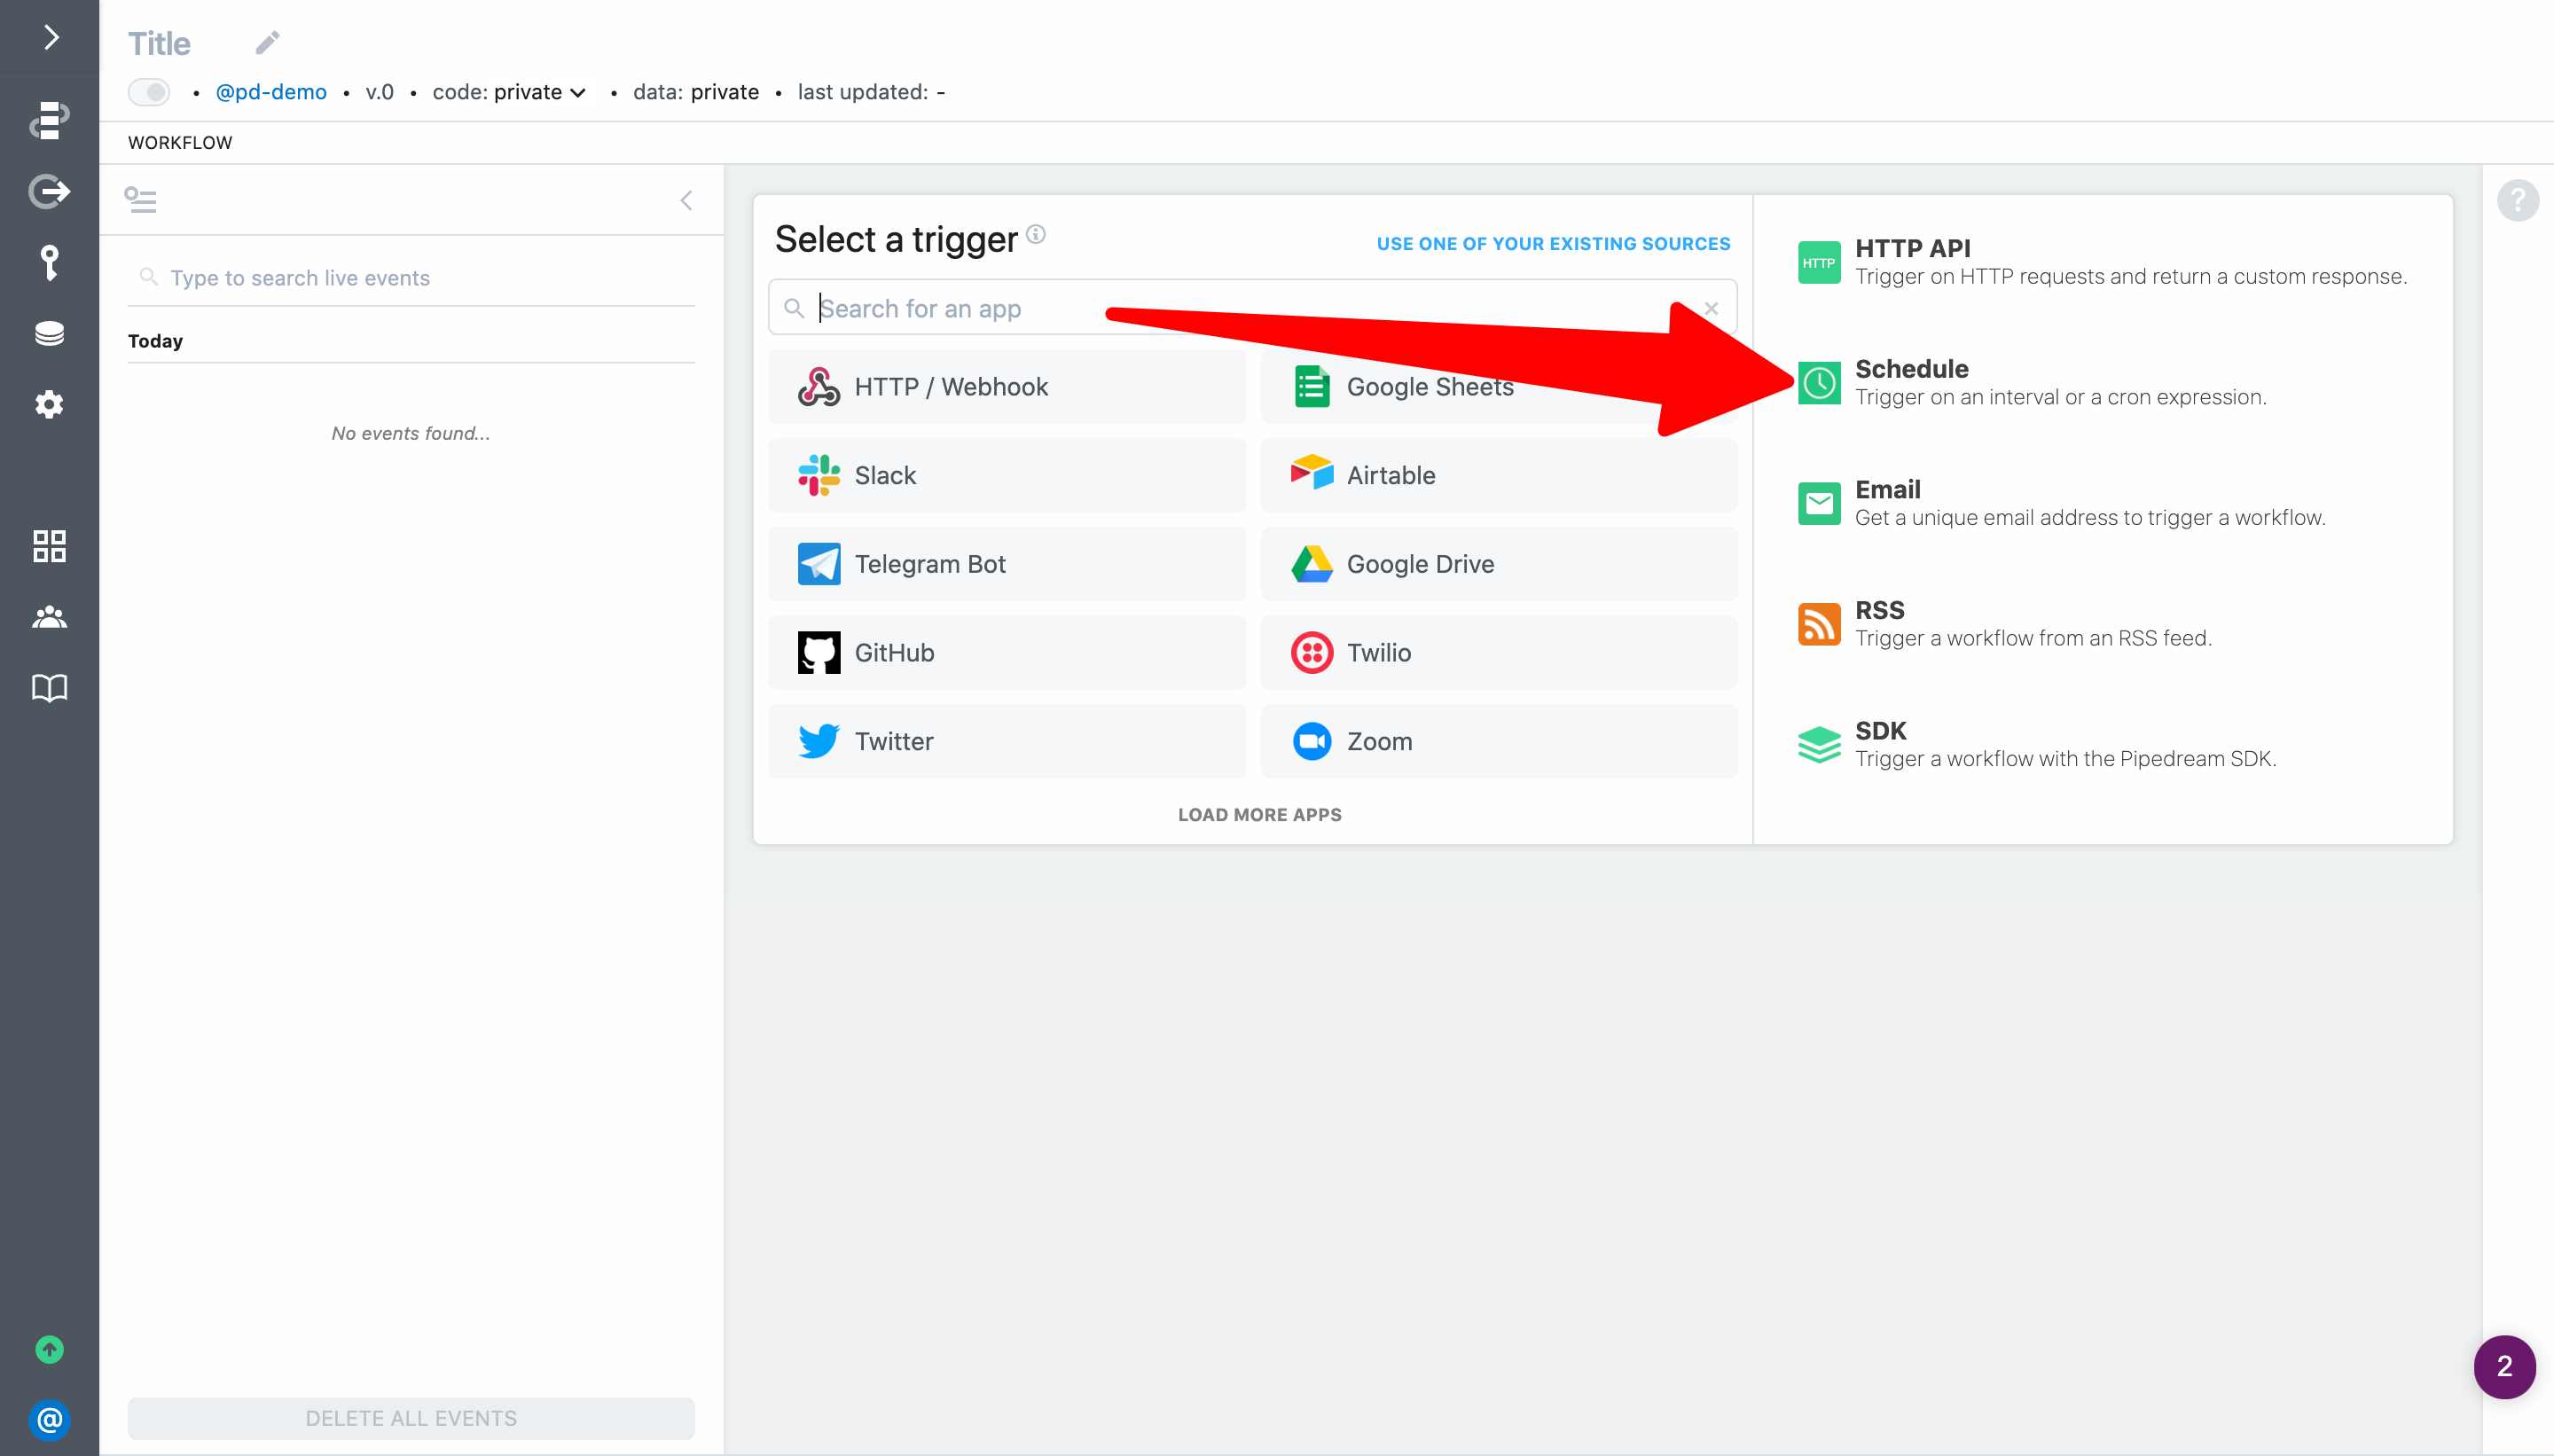 Title
• @pd-demo • v.0 • code: private • data: private • last updated: -
WORKFLOW
Type to search live events
Today
No events found...
DELETE ALL EVENTS
Select a trigger
USE ONE OF YOUR EXISTING SOURCES
Search for an app
HTTP / Webhook
Google Sheets
Slack
Airtable
Telegram Bot
Google Drive
GitHub
Twilio
Twitter
Zoom
LOAD MORE APPS
HTTP
HTTP API
Trigger on HTTP requests and return a custom response.
Schedule
Trigger on an interval or a cron expression.
Email
Get a unique email address to trigger a workflow.
RSS
Trigger a workflow from an RSS feed.
SDK
Trigger a workflow with the Pipedream SDK.
?
2
@